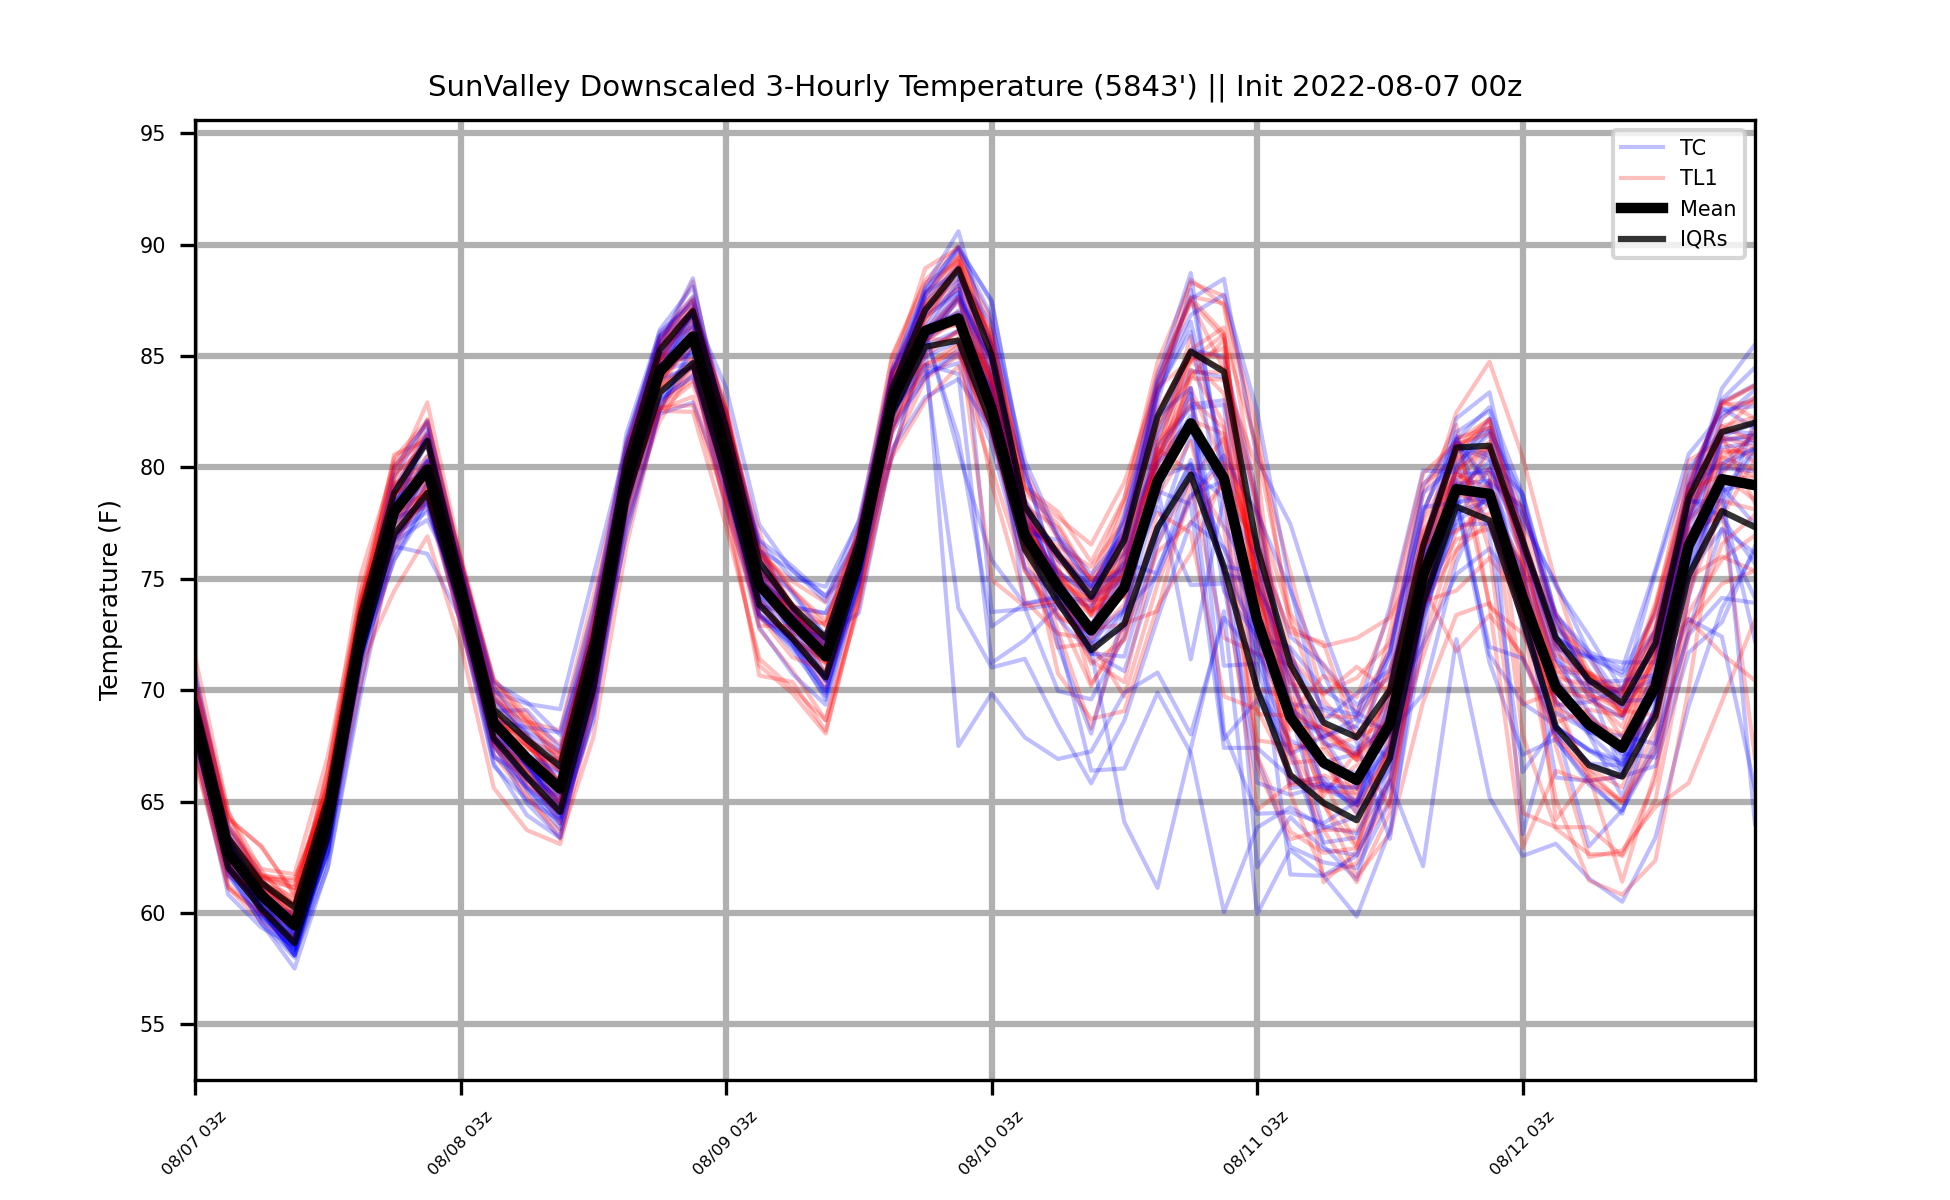 SunValley Downscaled 3-Hourly Temperature (5843') || Init 2022-08-07 00z
TC
TL1
Mean
IQRs
Temperature (F)
95
90
85
80
75
70
65
60
55
08/07 03z
08/08 03z
08/09 03z
08/10 03z
08/11 03z
08/12 03z